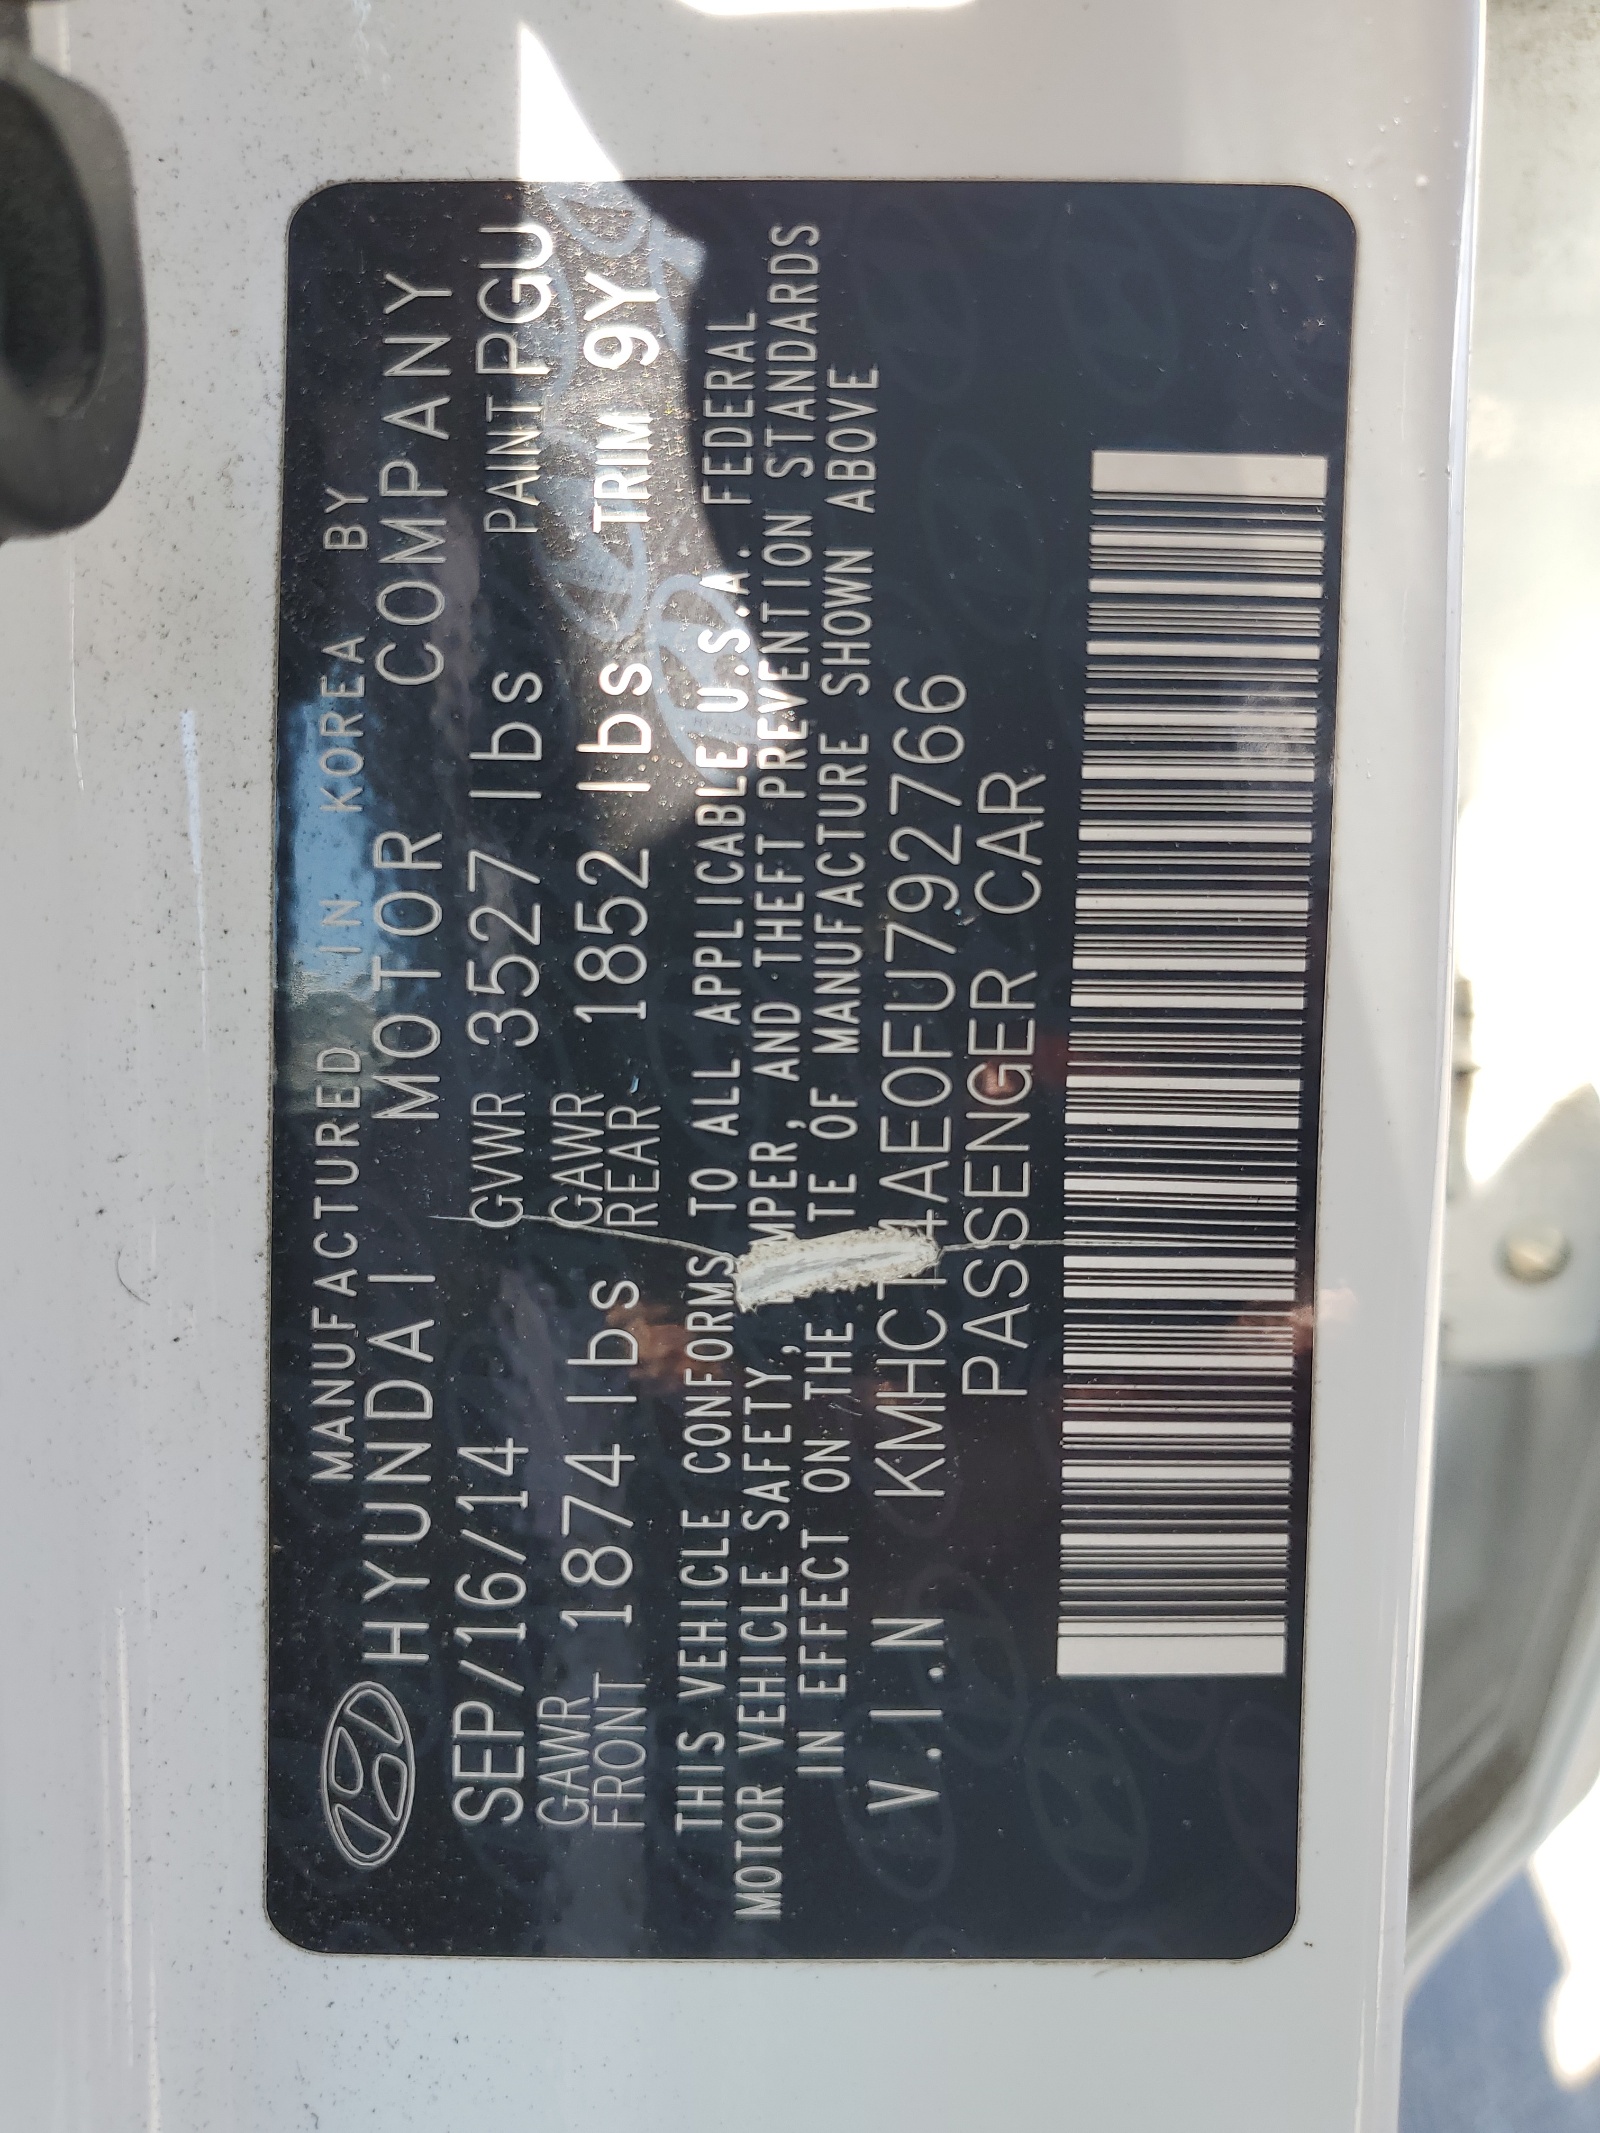 MANUFACTURED IN KOREA BY
HYUNDAI MOTOR COMPANY
SEP/16/14 GVWR 3527 lbs PAINT PGU
GAWR FRONT 1874 lbs GAWR REAR 1852 lbs TRIM 9Y
THIS VEHICLE CONFORMS TO ALL APPLICABLE U.S.A. FEDERAL
MOTOR VEHICLE SAFETY, MPER, AND THEFT PREVENTION STANDARDS
IN EFFECT ON THE TE OF MANUFACTURE SHOWN ABOVE
V.I.N KMHCT4AE0FU792766
PASSENGER CAR